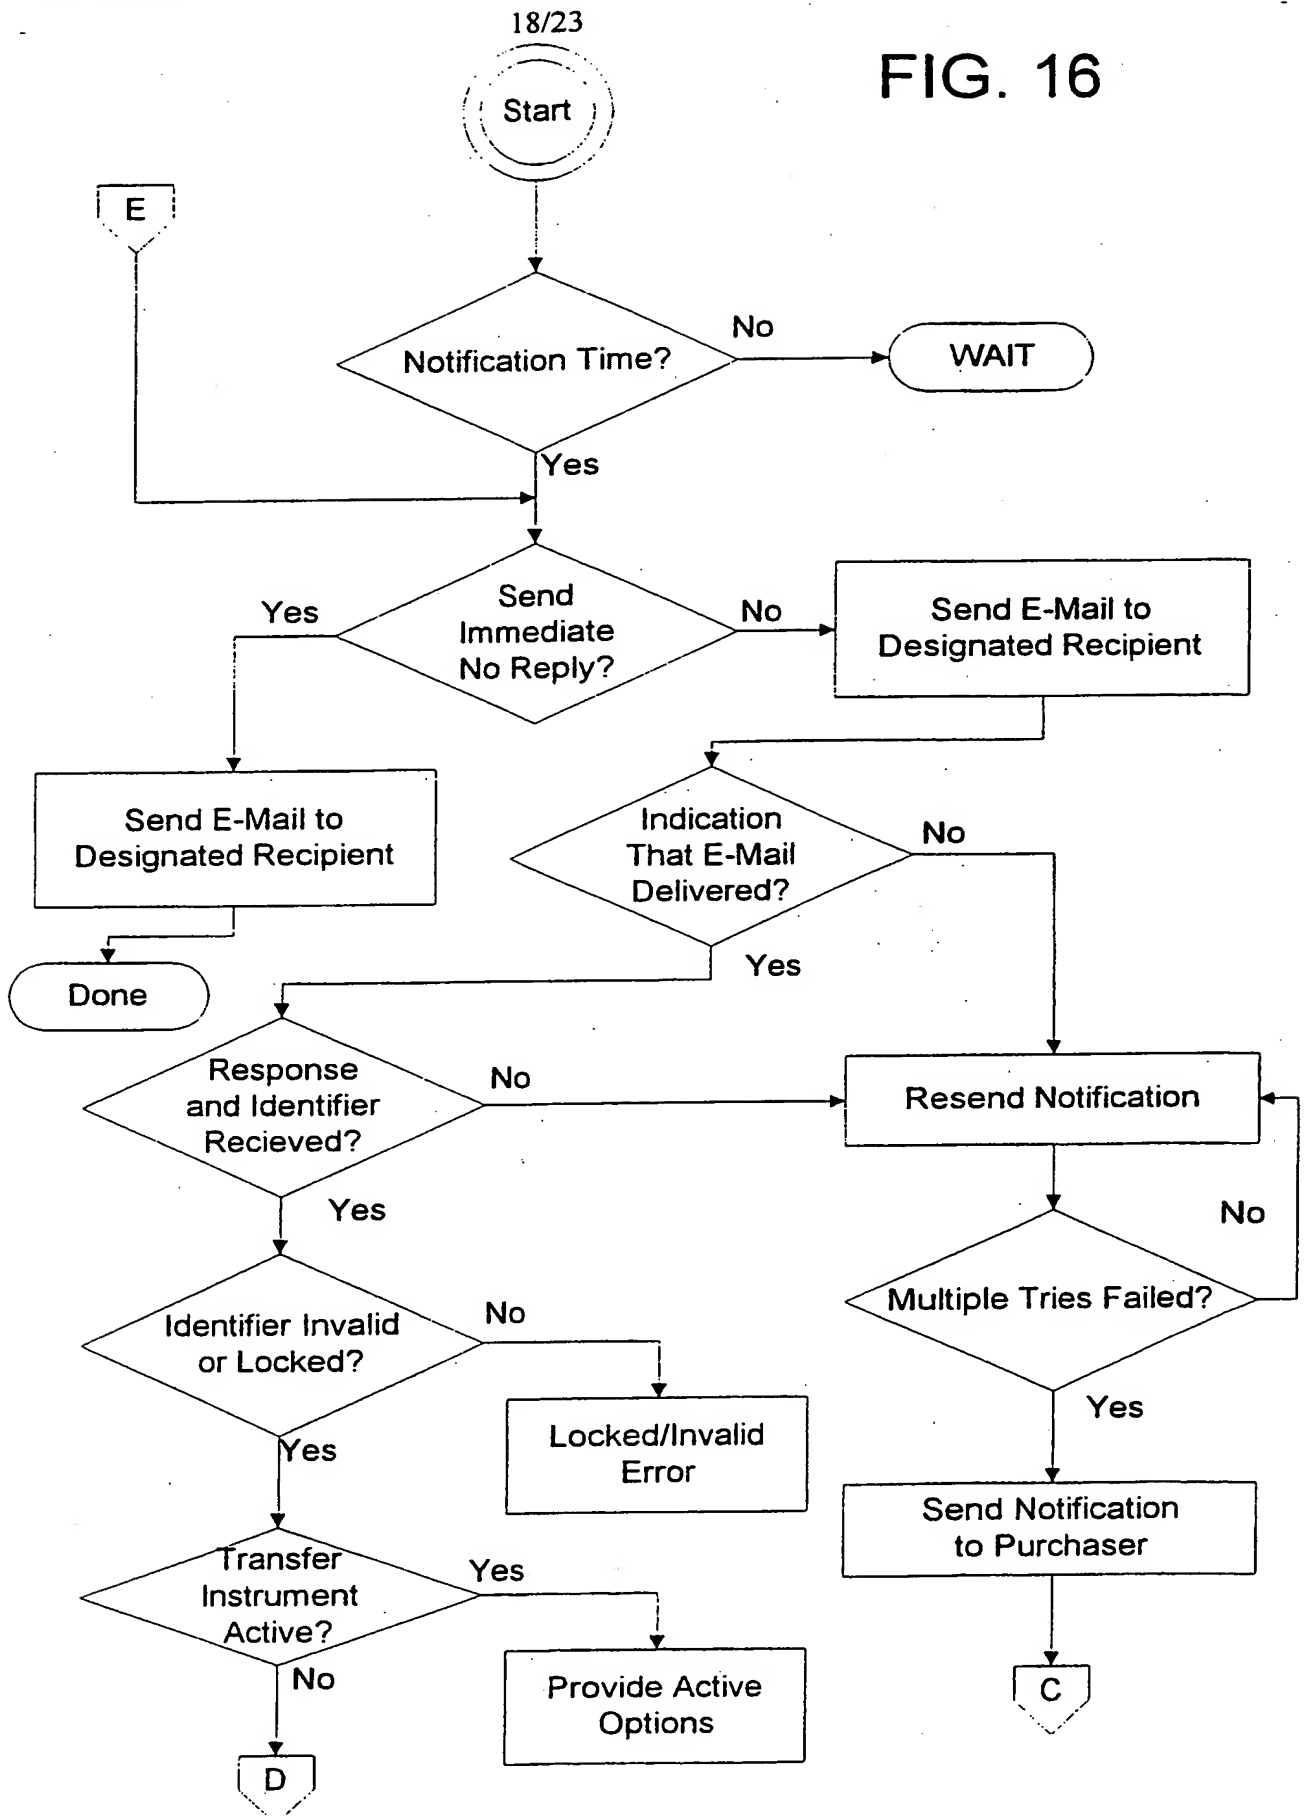 18/23
FIG. 16
Start
E
Notification Time?
No
WAIT
Yes
Send
Immediate
No Reply?
Yes
No
Send E-Mail to
Designated Recipient
Send E-Mail to
Designated Recipient
Done
Indication
That E-Mail
Delivered?
No
Yes
Response
and Identifier
Recieved?
No
Resend Notification
Yes
No
Multiple Tries Failed?
Identifier Invalid
or Locked?
No
Yes
Locked/Invalid
Error
Yes
Send Notification
to Purchaser
Transfer
Instrument
Active?
Yes
No
Provide Active
Options
C
D